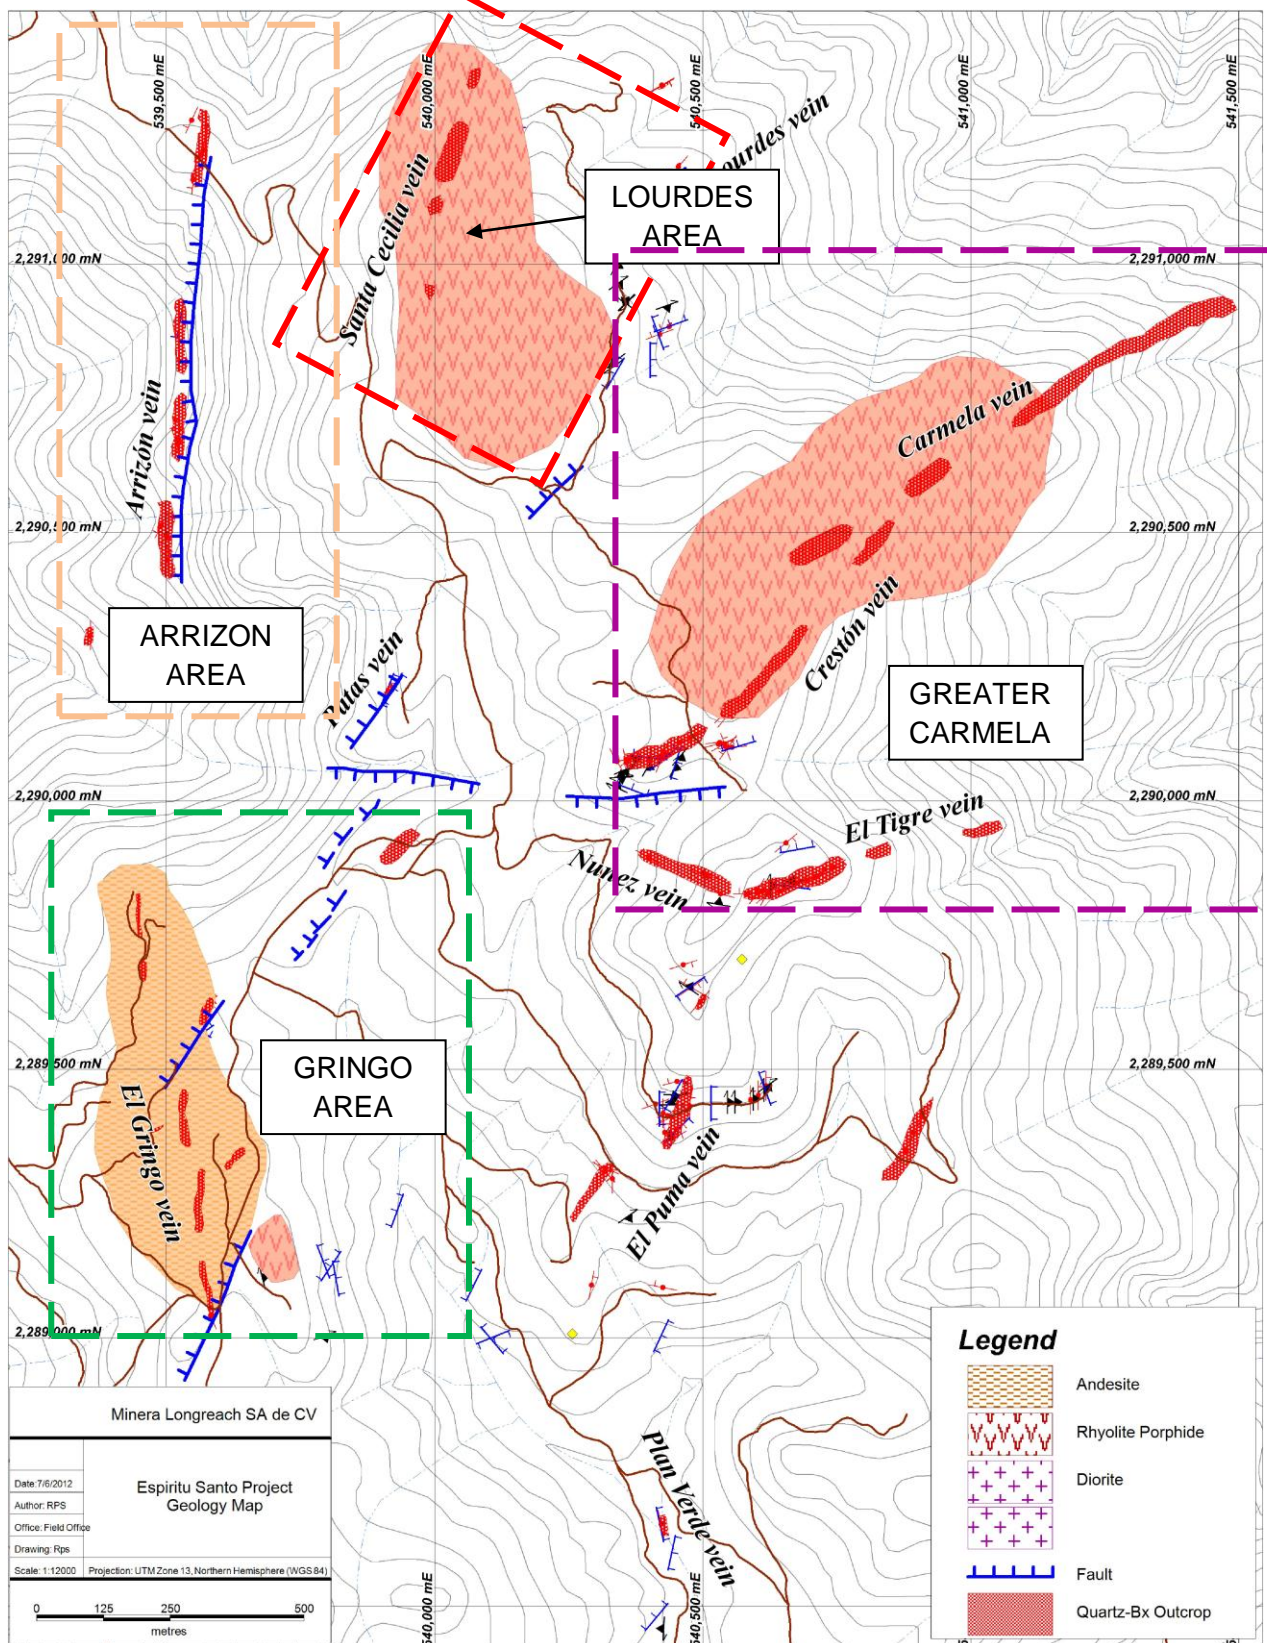 539,500 mE
540,000 mE
540,500 mE
541,000 mE
541,500 mE
ourdes vein
LOURDES
AREA
Santa Cecilia vein
2,291,000 mN
2,291,000 mN
Carmela vein
Arrizón vein
2,290,500 mN
2,290,500 mN
Crestón vein
ARRIZON
AREA
Patas vein
GREATER
CARMELA
2,290,000 mN
2,290,000 mN
El Tigre vein
Nunez vein
2,289,500 mN
2,289,500 mN
GRINGO
AREA
El Gringo vein
El Puma vein
2,289,000 mN
Legend
Andesite
Rhyolite Porphide
Diorite
Fault
Quartz-Bx Outcrop
Plan Verde vein
540,000 mE
540,500 mE
Minera Longreach SA de CV
Date:7/6/2012
Author: RPS
Office: Field Office
Drawing: Rps
Scale: 1:12000
Espiritu Santo Project
Geology Map
Projection: UTM Zone 13, Northern Hemisphere (WGS 84)
0 125 250 500
metres